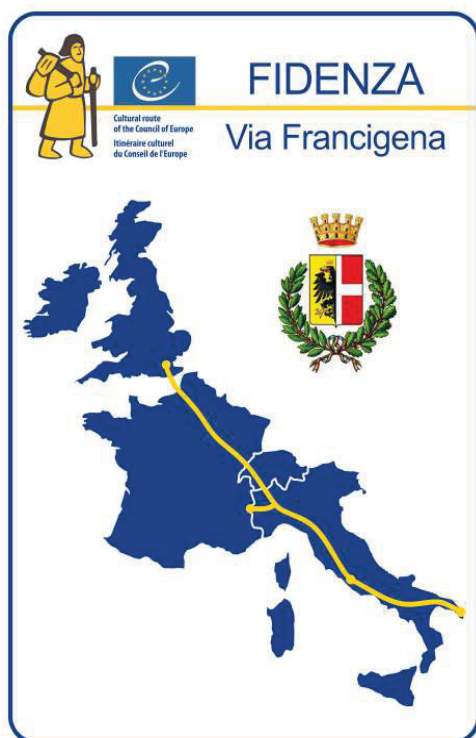 FIDENZA
Via Francigena
Cultural route
of the Council of Europe
Itinéraire culturel
du Conseil de l'Europe